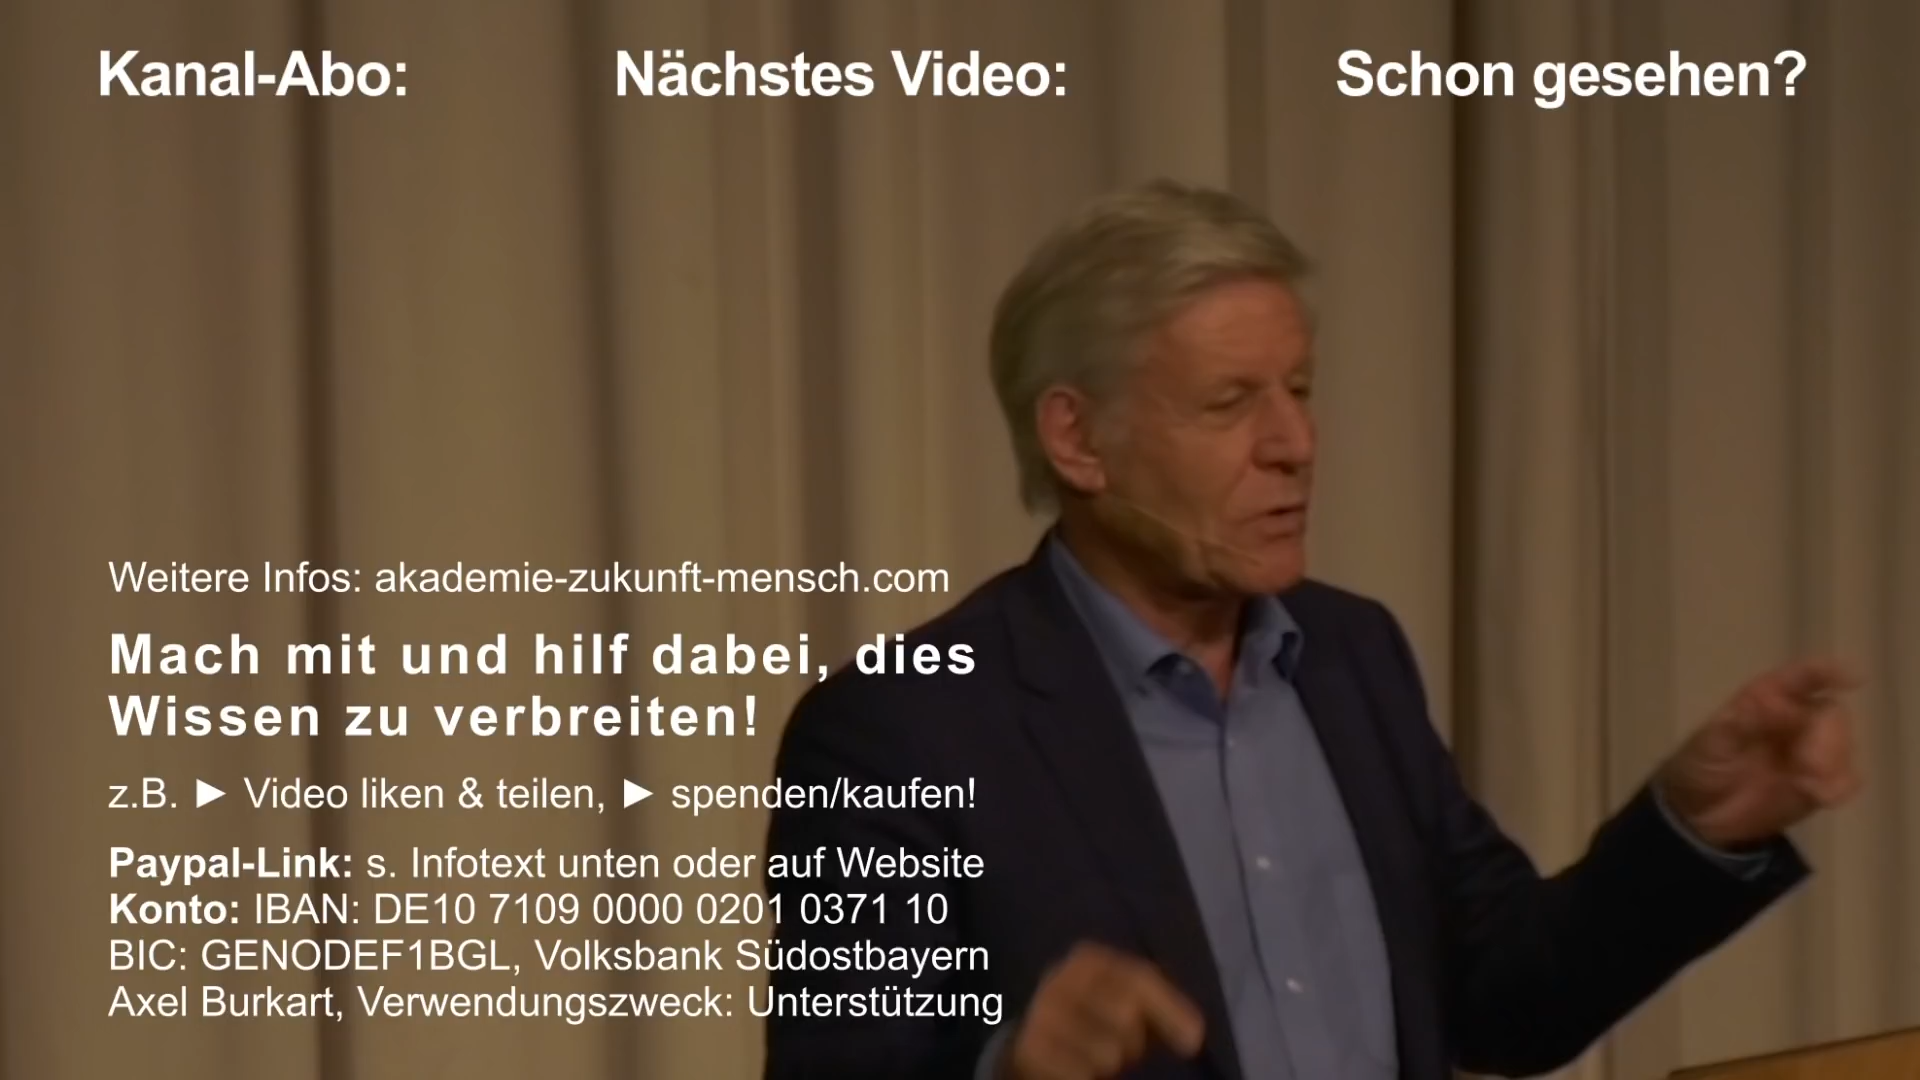 Kanal-Abo:
Nächstes Video:
Schon gesehen?
Weitere Infos: akademie-zukunft-mensch.com
Mach mit und hilf dabei, dies
Wissen zu verbreiten!
z.B. ► Video liken & teilen, ► spenden/kaufen!
Paypal-Link: s. Infotext unten oder auf Website
Konto: IBAN: DE10 7109 0000 0201 0371 10
BIC: GENODEF1BGL, Volksbank Südostbayern
Axel Burkart, Verwendungszweck: Unterstützung